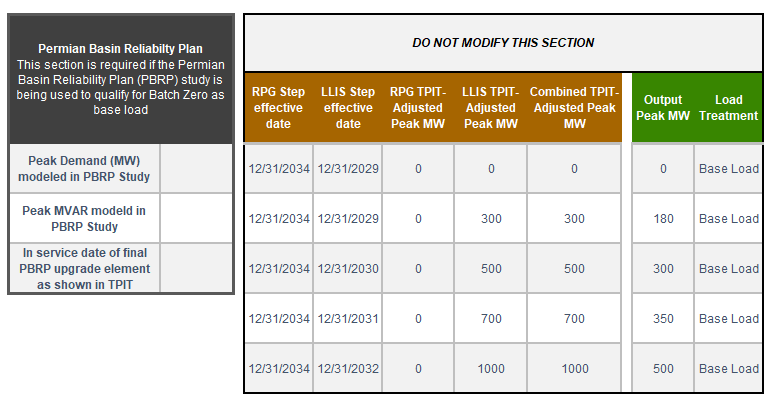 Permian Basin Reliabilty Plan
This section is required if the Permian
Basin Reliability Plan (PBRP) study is
being used to qualify for Batch Zero as
base load
Peak Demand (MW)
modeled in PBRP Study
Peak MVAR modeld in
PBRP Study
In service date of final
PBRP upgrade element
as shown in TPIT
DO NOT MODIFY THIS SECTION
RPG Step effective date LLIS Step effective date RPG TPIT-Adjusted Peak MW LLIS TPIT-Adjusted Peak MW Combined TPIT-Adjusted Peak MW Output Peak MW Load Treatment
12/31/2034 12/31/2029 0 0 0 0 Base Load
12/31/2034 12/31/2029 0 300 300 180 Base Load
12/31/2034 12/31/2030 0 500 500 300 Base Load
12/31/2034 12/31/2031 0 700 700 350 Base Load
12/31/2034 12/31/2032 0 1000 1000 500 Base Load